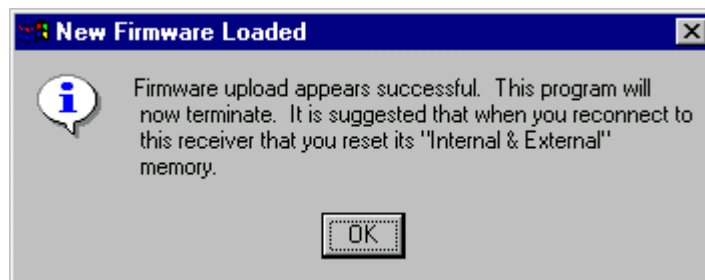 New Firmware Loaded
Firmware upload appears successful. This program will
now terminate. It is suggested that when you reconnect to
this receiver that you reset its "Internal & External"
memory.
OK